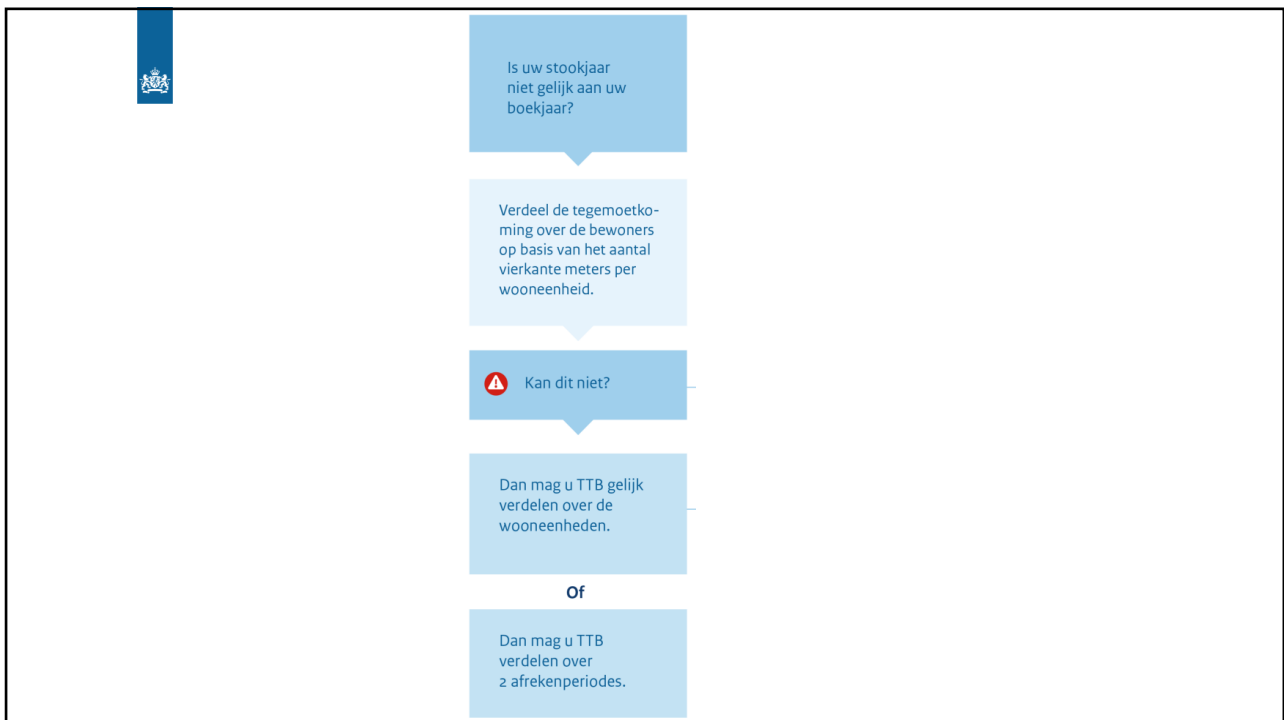 Is uw stookjaar
niet gelijk aan uw
boekjaar?
Verdeel de tegemoetko-
ming over de bewoners
op basis van het aantal
vierkante meters per
wooneenheid.
Kan dit niet?
Dan mag u TTB gelijk
verdelen over de
wooneenheden.
Of
Dan mag u TTB
verdelen over
2 afrekenperiodes.